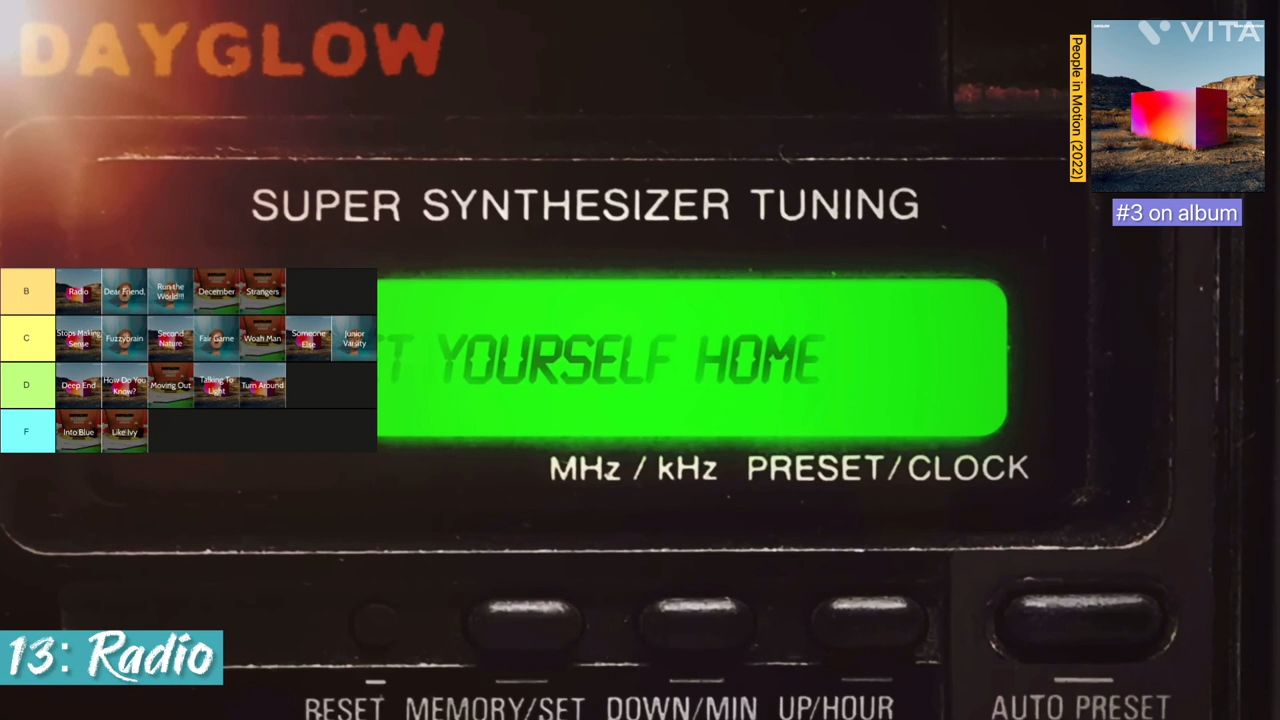 DAYGLOW
VITA
People in Motion (2022)
#3 on album
SUPER SYNTHESIZER TUNING
B
Radio
Dear Friend,
Run the
World!!!
December
Strangers
C
Stops Making
Sense
Fuzzybrain
Second
Nature
Fair Game
Woah Man
Someone
Else
Junior
Varsity
T YOURSELF HOME
D
Deep End
How Do You
Know?
Moving Out
Talking To
Light
Turn Around
F
Into Blue
Like Ivy
MHz / kHz PRESET/CLOCK
13: Radio
RESET MEMORY/SET DOWN/MIN UP/HOUR AUTO PRESET